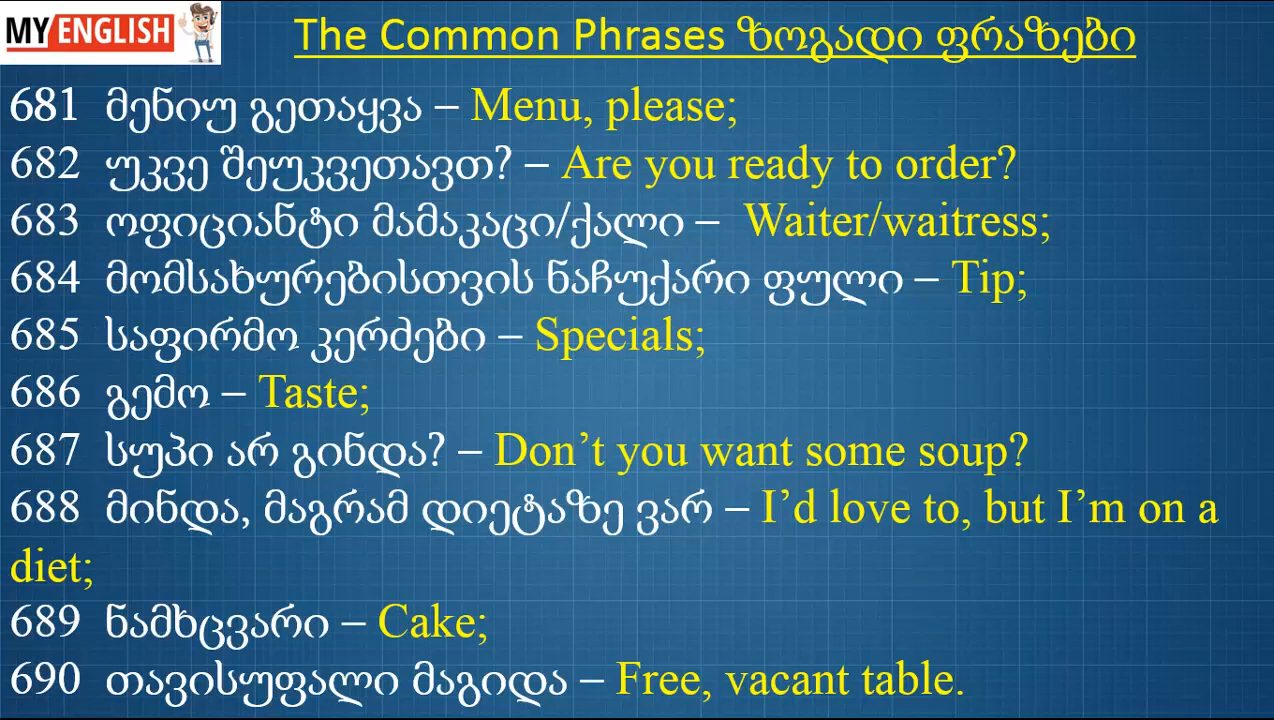 MY ENGLISH
The Common Phrases ზოგადი ფრაზები
681 მენიუ გეთაყვა – Menu, please;
682 უკვე შეუკვეთავთ? – Are you ready to order?
683 ოფიციანტი მამაკაცი/ქალი – Waiter/waitress;
684 მომსახურებისთვის ნაჩუქარი ფული – Tip;
685 საფირმო კერძები – Specials;
686 გემო – Taste;
687 სუპი არ გინდა? – Don’t you want some soup?
688 მინდა, მაგრამ დიეტაზე ვარ – I’d love to, but I’m on a
diet;
689 ნამხცვარი – Cake;
690 თავისუფალი მაგიდა – Free, vacant table.